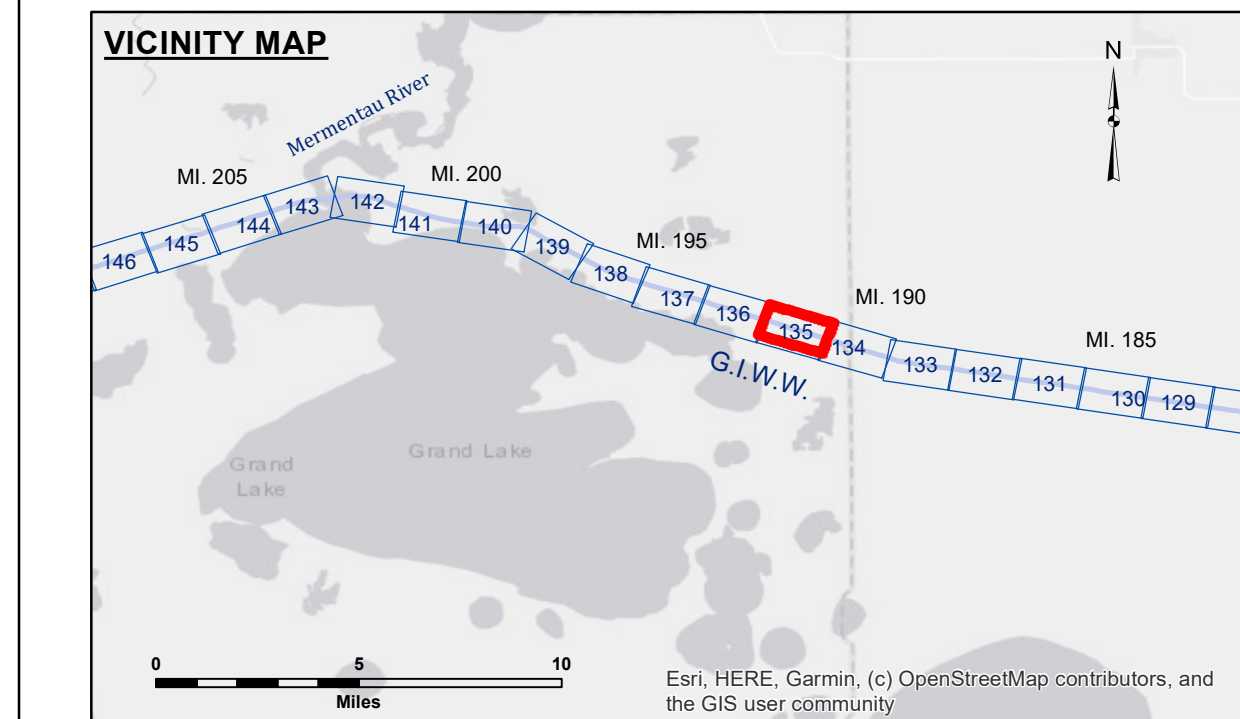 VICINITY MAP
N
Mermentau River
MI. 205
MI. 200
MI. 195
MI. 190
MI. 185
146
145
144
143
142
141
140
139
138
137
136
135
134
133
132
131
130
129
G.I.W.W.
Grand Lake
Grand
Lake
0 5 10
Miles
Esri, HERE, Garmin, (c) OpenStreetMap contributors, and
the GIS user community